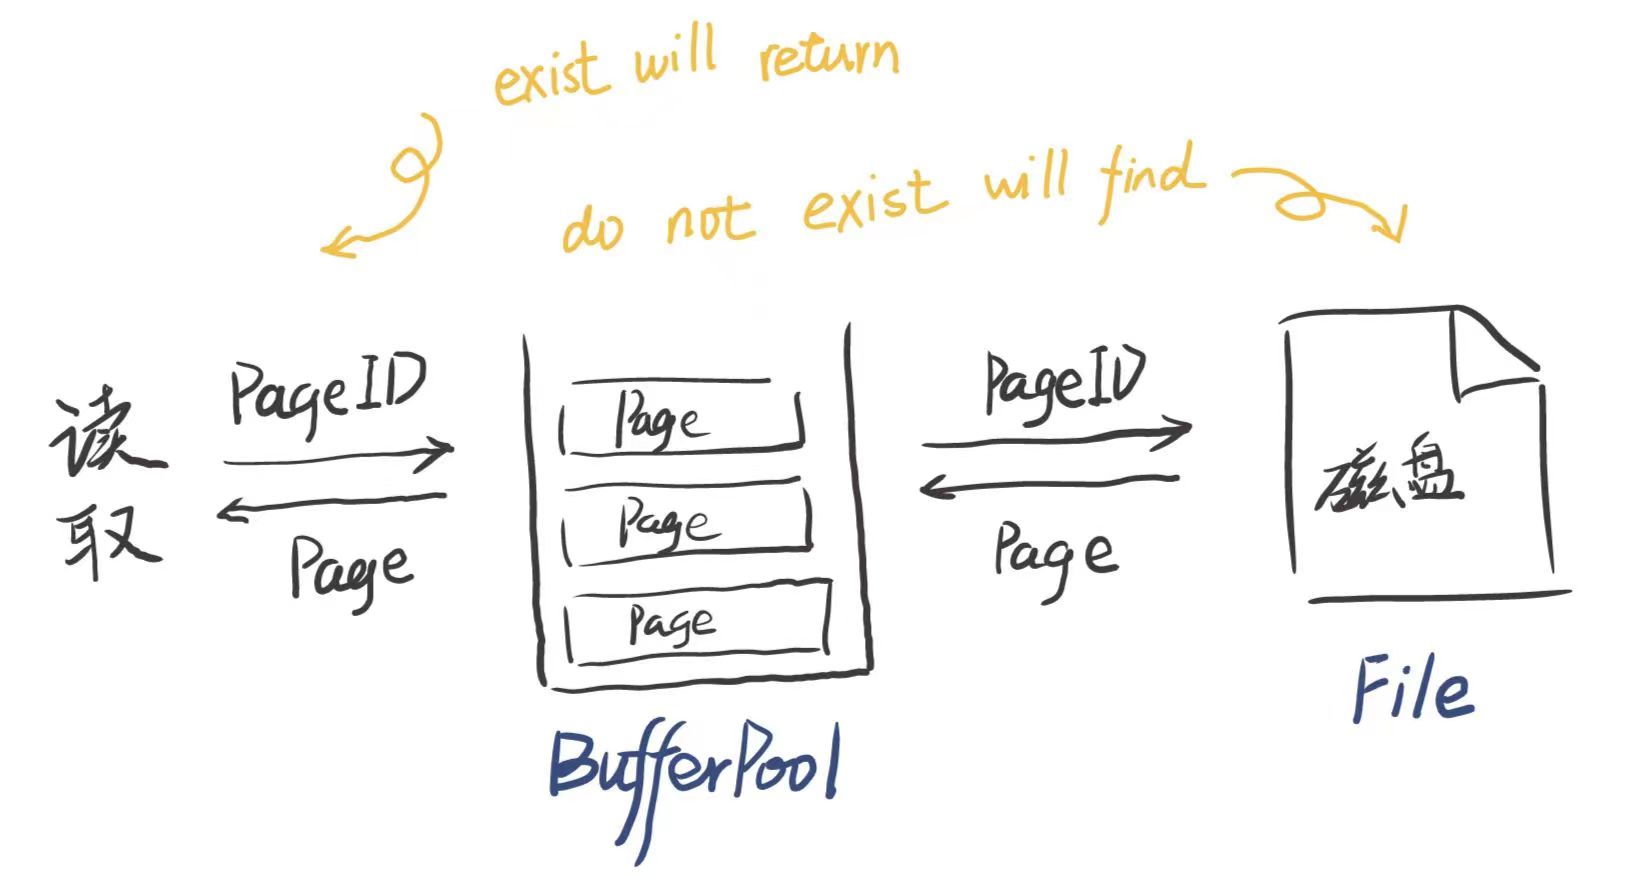 exist will return
do not exist will find
读
取
PageID
Page
Page
Page
Page
BufferPool
PageID
Page
磁盘
File